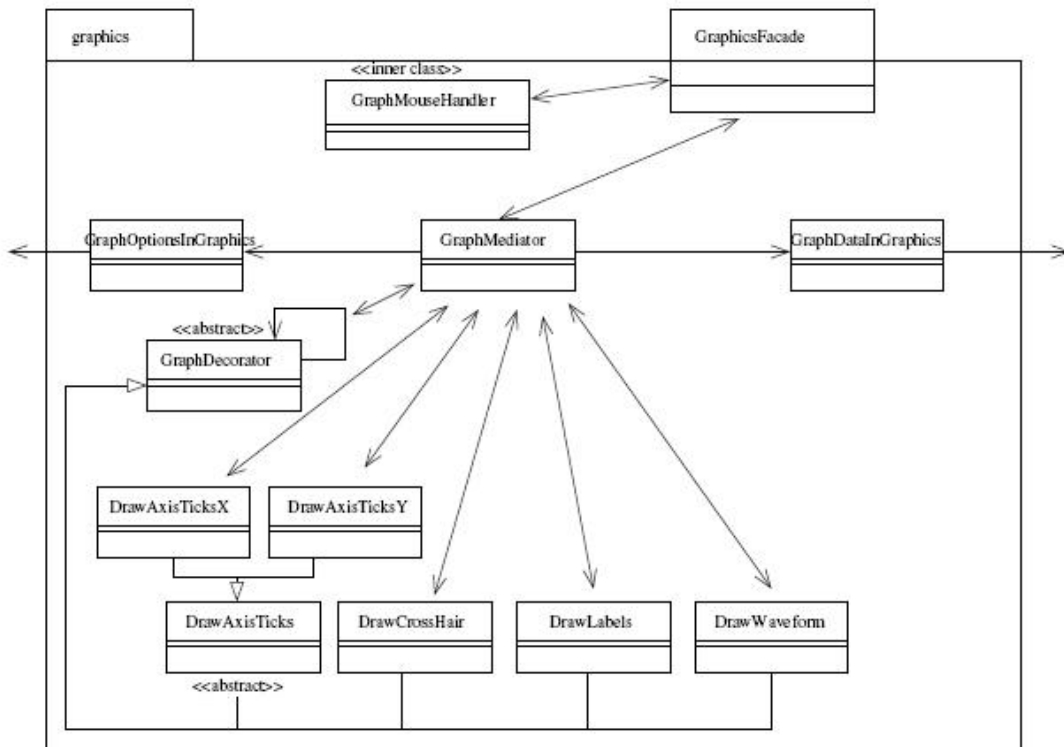 graphics
GraphicsFacade
<<inner class>>
GraphMouseHandler
GraphOptionsInGraphics
GraphMediator
GraphDataInGraphics
<<abstract>>
GraphDecorator
DrawAxisTicksX
DrawAxisTicksY
DrawAxisTicks
DrawCrossHair
DrawLabels
DrawWaveform
<<abstract>>